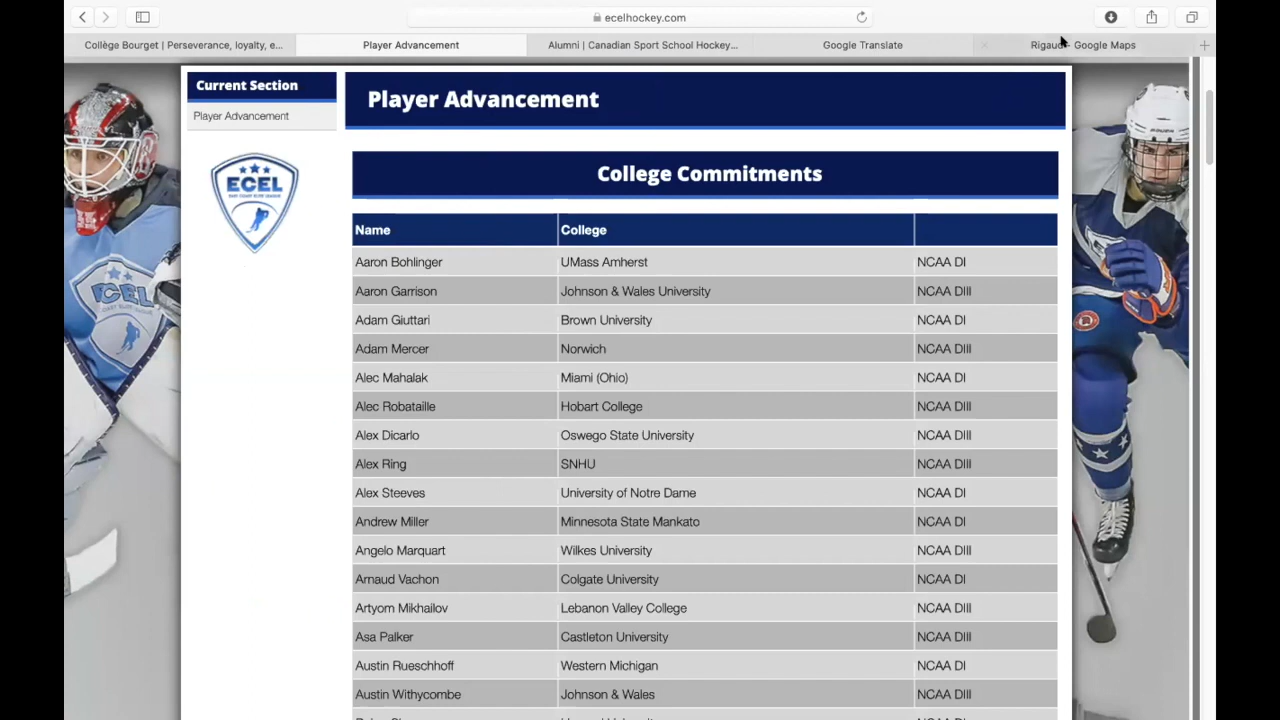 ecelhockey.com
Collège Bourget | Perseverance, loyalty, e...
Player Advancement
Alumni | Canadian Sport School Hockey...
Google Translate
Google Maps
Current Section
Player Advancement
Player Advancement
ECEL
EAST COAST ELITE LEAGUE
College Commitments
Name College
Aaron Bohlinger UMass Amherst NCAA DI
Aaron Garrison Johnson & Wales University NCAA DIII
Adam Giuttari Brown University NCAA DI
Adam Mercer Norwich NCAA DIII
Alec Mahalak Miami (Ohio) NCAA DI
Alec Robataille Hobart College NCAA DIII
Alex Dicarlo Oswego State University NCAA DIII
Alex Ring SNHU NCAA DIII
Alex Steeves University of Notre Dame NCAA DI
Andrew Miller Minnesota State Mankato NCAA DI
Angelo Marquart Wilkes University NCAA DIII
Arnaud Vachon Colgate University NCAA DI
Artyom Mikhailov Lebanon Valley College NCAA DIII
Asa Palker Castleton University NCAA DIII
Austin Rueschhoff Western Michigan NCAA DI
Austin Withycombe Johnson & Wales NCAA DIII